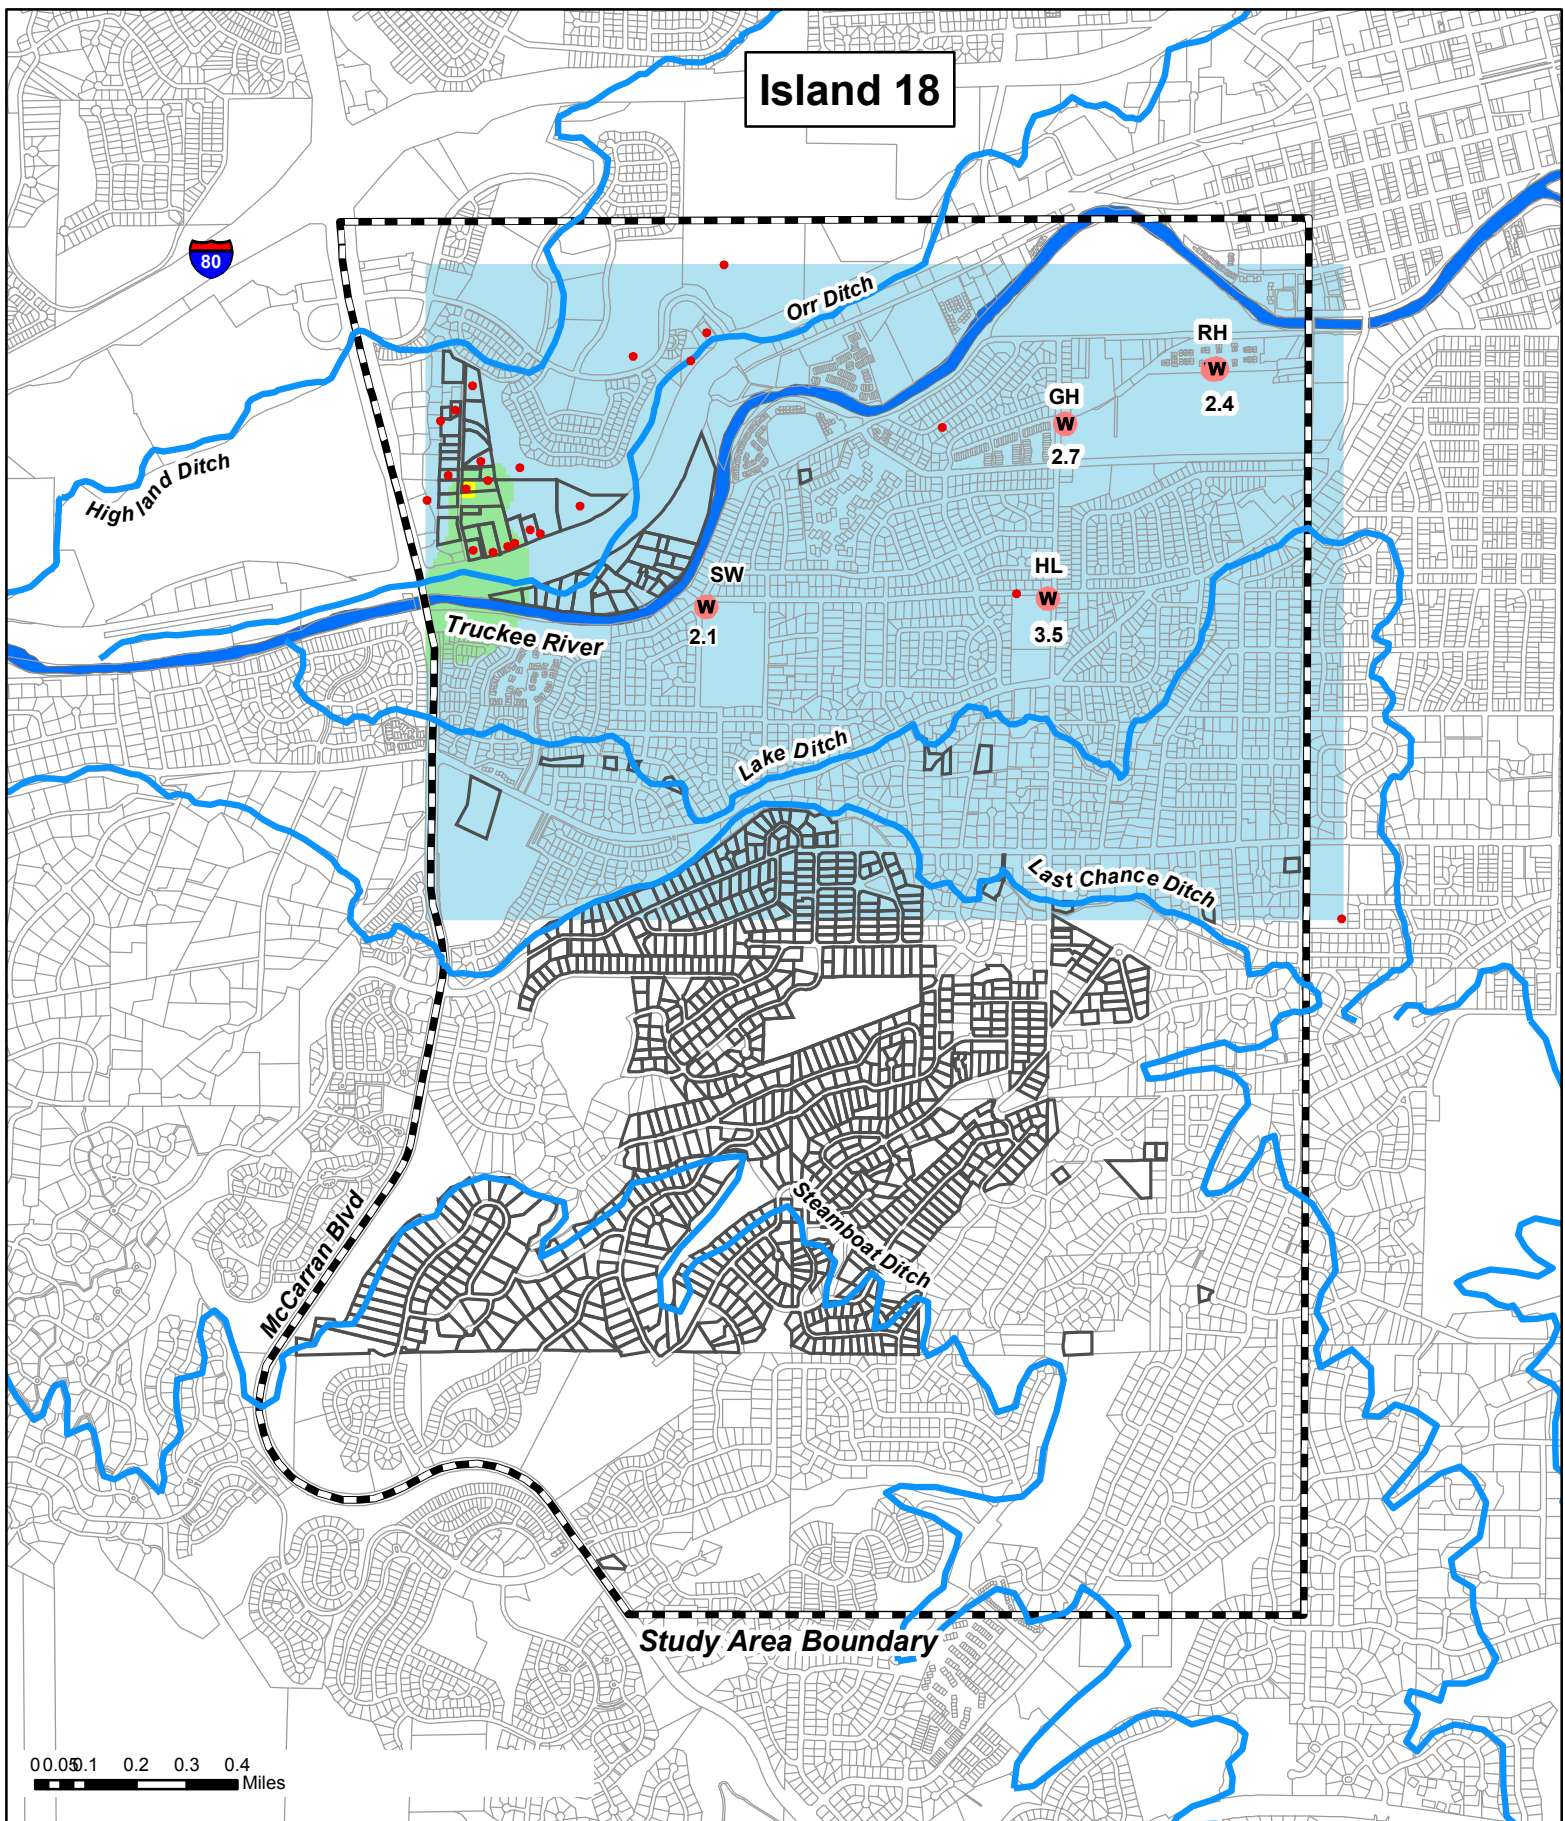 Island 18
80
Orr Ditch
RH
W
2.4
GH
W
2.7
Highland Ditch
SW
W
2.1
HL
W
3.5
Truckee River
Lake Ditch
Last Chance Ditch
Steamboat Ditch
McCarran Blvd
Study Area Boundary
0 0.05 0.1 0.2 0.3 0.4
Miles